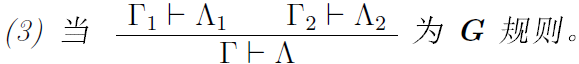 (3) 当 Γ₁ ⊢ Λ₁  Γ₂ ⊢ Λ₂ / Γ ⊢ Λ 为 G 规则。